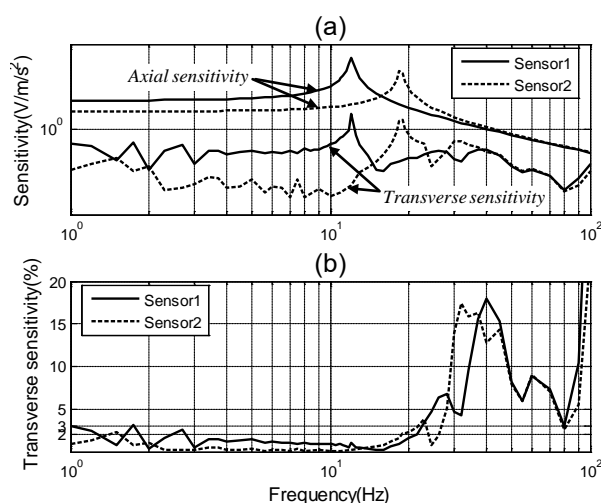 (a)
Sensitivity(V/m/s²)
10⁰
Axial sensitivity
Sensor1
Sensor2
Transverse sensitivity
10⁰
10¹
10²
(b)
Transverse sensitivity(%)
20
15
10
5
3
2
Sensor1
Sensor2
10⁰
10¹
10²
Frequency(Hz)